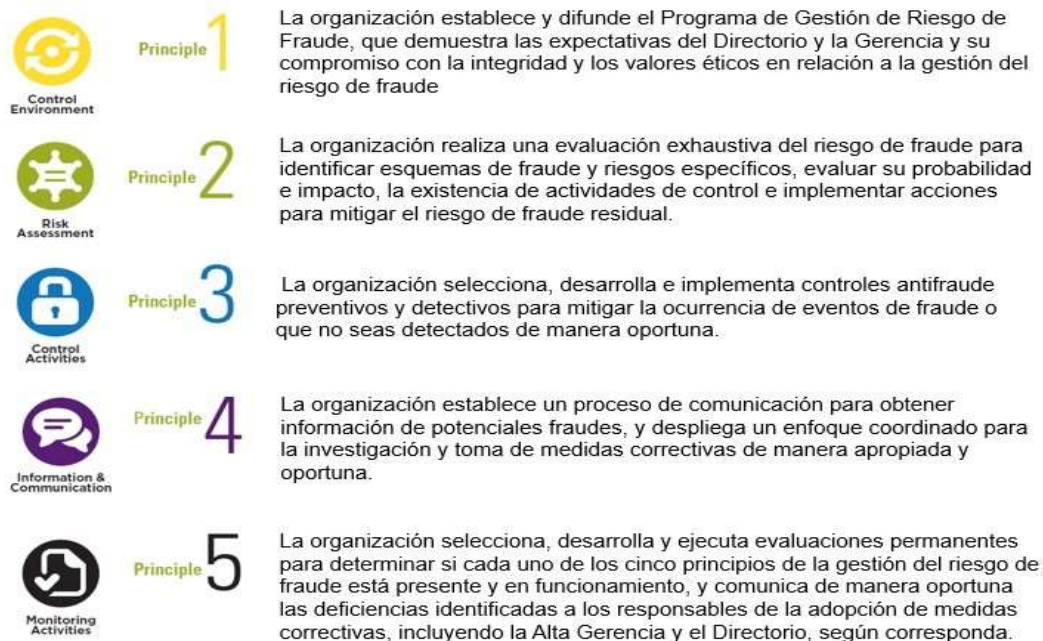 Control
Environment
Principle 1
La organización establece y difunde el Programa de Gestión de Riesgo de
Fraude, que demuestra las expectativas del Directorio y la Gerencia y su
compromiso con la integridad y los valores éticos en relación a la gestión del
riesgo de fraude
Risk
Assessment
Principle 2
La organización realiza una evaluación exhaustiva del riesgo de fraude para
identificar esquemas de fraude y riesgos específicos, evaluar su probabilidad
e impacto, la existencia de actividades de control e implementar acciones
para mitigar el riesgo de fraude residual.
Control
Activities
Principle 3
La organización selecciona, desarrolla e implementa controles antifraude
preventivos y detectivos para mitigar la ocurrencia de eventos de fraude o
que no seas detectados de manera oportuna.
Information &
Communication
Principle 4
La organización establece un proceso de comunicación para obtener
información de potenciales fraudes, y despliega un enfoque coordinado para
la investigación y toma de medidas correctivas de manera apropiada y
oportuna.
Monitoring
Activities
Principle 5
La organización selecciona, desarrolla y ejecuta evaluaciones permanentes
para determinar si cada uno de los cinco principios de la gestión del riesgo de
fraude está presente y en funcionamiento, y comunica de manera oportuna
las deficiencias identificadas a los responsables de la adopción de medidas
correctivas, incluyendo la Alta Gerencia y el Directorio, según corresponda.